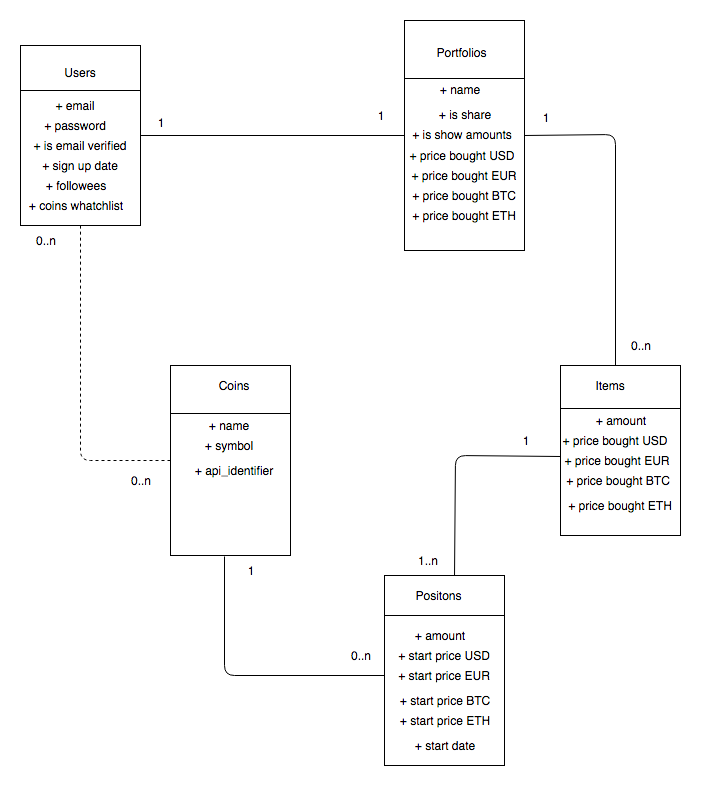 Users
+ email
+ password
+ is email verified
+ sign up date
+ followees
+ coins whatchlist
1
1
0..n
Portfolios
+ name
+ is share
+ is show amounts
+ price bought USD
+ price bought EUR
+ price bought BTC
+ price bought ETH
1
0..n
Coins
+ name
+ symbol
+ api_identifier
0..n
1
Items
+ amount
+ price bought USD
+ price bought EUR
+ price bought BTC
+ price bought ETH
1
1..n
Positons
+ amount
+ start price USD
+ start price EUR
+ start price BTC
+ start price ETH
+ start date
0..n